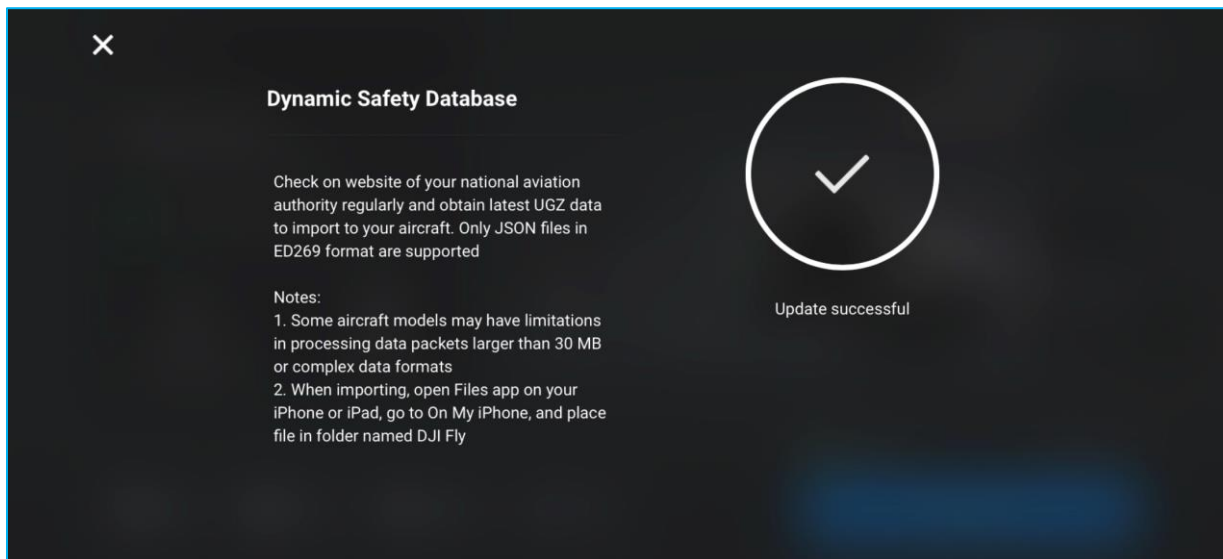 Dynamic Safety Database
Check on website of your national aviation
authority regularly and obtain latest UGZ data
to import to your aircraft. Only JSON files in
ED269 format are supported
Notes:
1. Some aircraft models may have limitations
in processing data packets larger than 30 MB
or complex data formats
2. When importing, open Files app on your
iPhone or iPad, go to On My iPhone, and place
file in folder named DJI Fly
Update successful